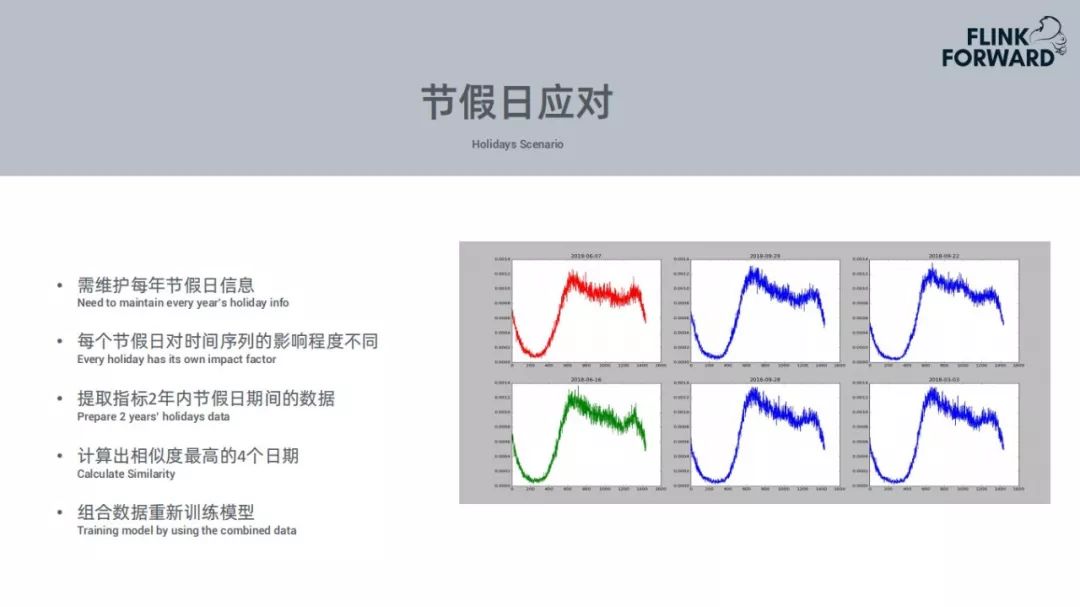 FLINK
FORWARD
节假日应对
Holidays Scenario
• 需维护每年节假日信息
Need to maintain every year's holiday info
• 每个节假日对时间序列的影响程度不同
Every holiday has its own impact factor
• 提取指标2年内节假日期间的数据
Prepare 2 years' holidays data
• 计算出相似度最高的4个日期
Calculate Similarity
• 组合数据重新训练模型
Training model by using the combined data
2018-09-29
2018-09-22
2018-06-16
2018-09-28
2018-03-03